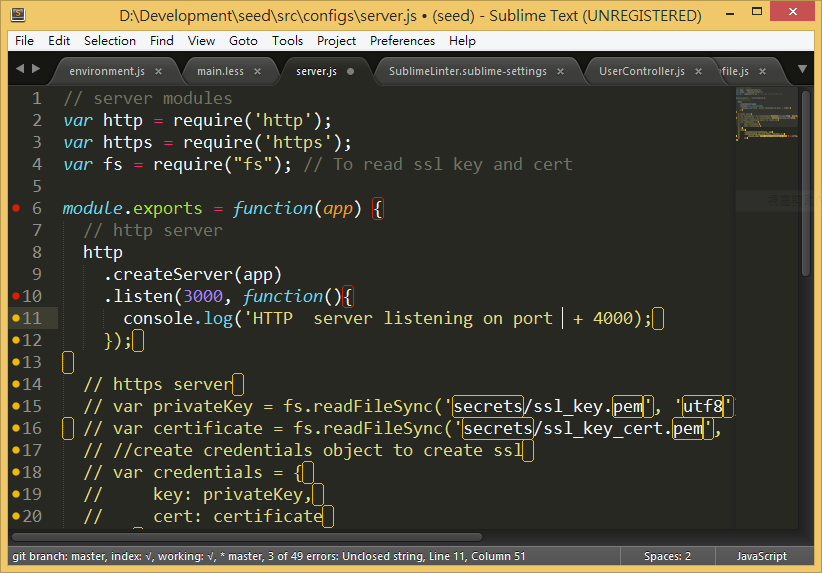 D:\Development\seed\src\configs\server.js • (seed) - Sublime Text (UNREGISTERED)
File Edit Selection Find View Goto Tools Project Preferences Help
environment.js × main.less × server.js SublimeLinter.sublime-settings × UserController.js × file.js ×
1 // server modules
2 var http = require('http');
3 var https = require('https');
4 var fs = require("fs"); // To read ssl key and cert
5
6 module.exports = function(app) {
7 // http server
8 http
9 .createServer(app)
10 .listen(3000, function(){
11 console.log('HTTP  server listening on port  + 4000);
12 });
13
14 // https server
15 // var privateKey = fs.readFileSync('secrets/ssl_key.pem', 'utf8'
16 // var certificate = fs.readFileSync('secrets/ssl_key_cert.pem',
17 // //create credentials object to create ssl
18 // var credentials = {
19 //     key: privateKey,
20 //     cert: certificate
git branch: master, index: √, working: √, * master, 3 of 49 errors: Unclosed string, Line 11, Column 51 Spaces: 2 JavaScript